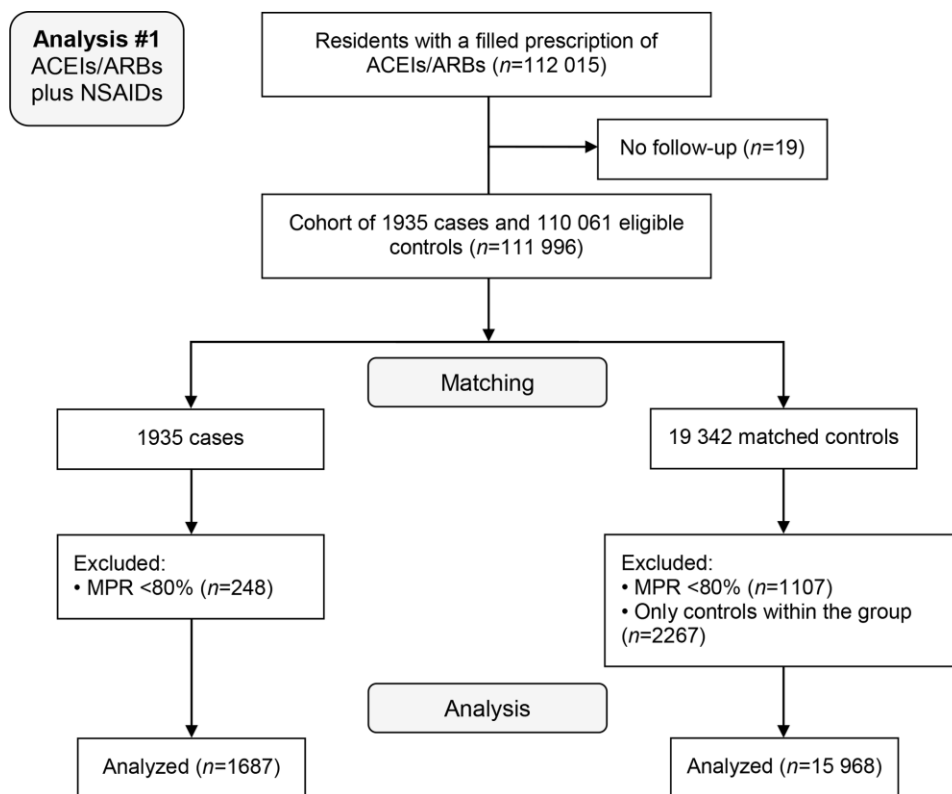 Analysis #1
ACEIs/ARBs
plus NSAIDs
Residents with a filled prescription of
ACEIs/ARBs (n=112 015)
No follow-up (n=19)
Cohort of 1935 cases and 110 061 eligible
controls (n=111 996)
Matching
1935 cases
19 342 matched controls
Excluded:
• MPR <80% (n=248)
Excluded:
• MPR <80% (n=1107)
• Only controls within the group
(n=2267)
Analysis
Analyzed (n=1687)
Analyzed (n=15 968)